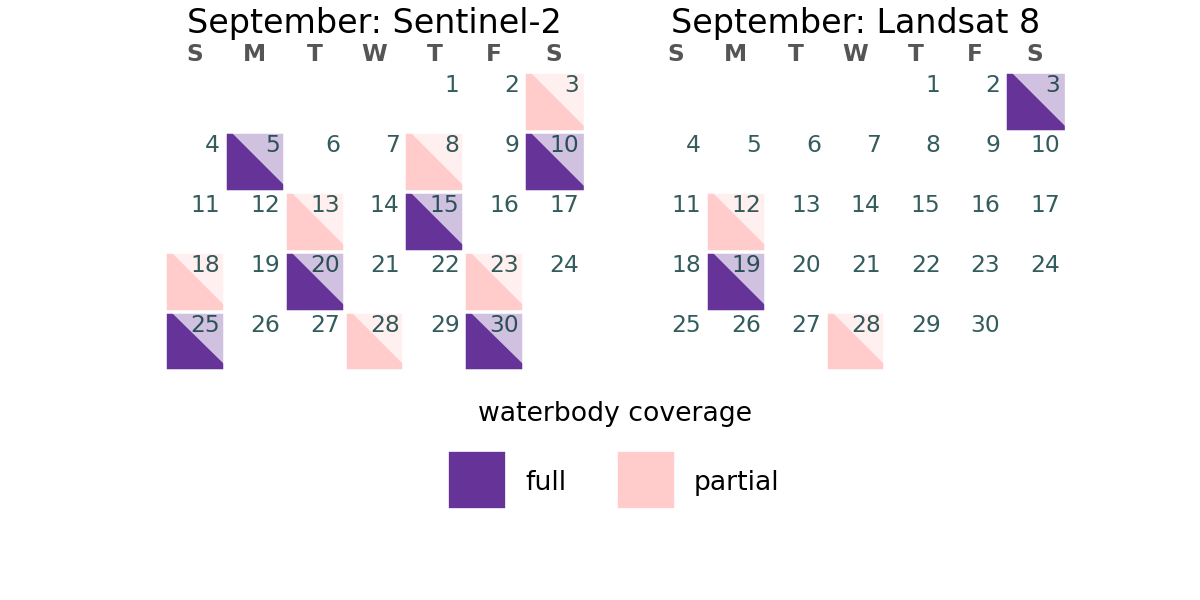 September: Sentinel-2
S M T W T F S
1 2 3
4 5 6 7 8 9 10
11 12 13 14 15 16 17
18 19 20 21 22 23 24
25 26 27 28 29 30
September: Landsat 8
S M T W T F S
1 2 3
4 5 6 7 8 9 10
11 12 13 14 15 16 17
18 19 20 21 22 23 24
25 26 27 28 29 30
waterbody coverage
full partial